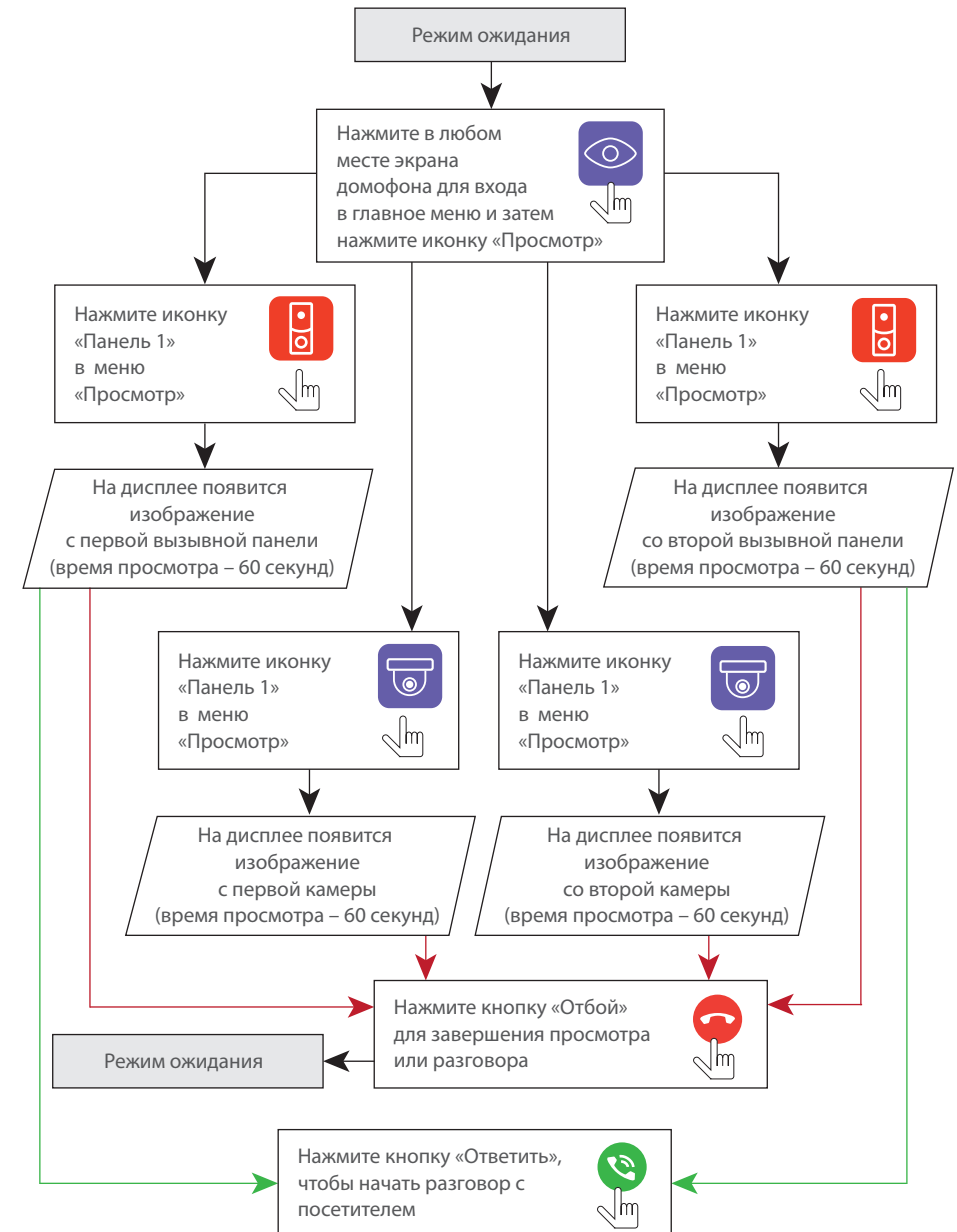 Режим ожидания
Нажмите в любом
месте экрана
домофона для входа
в главное меню и затем
нажмите иконку «Просмотр»
Нажмите иконку
«Панель 1»
в меню
«Просмотр»
Нажмите иконку
«Панель 1»
в меню
«Просмотр»
На дисплее появится
изображение
с первой вызывной панели
(время просмотра – 60 секунд)
На дисплее появится
изображение
со второй вызывной панели
(время просмотра – 60 секунд)
Нажмите иконку
«Панель 1»
в меню
«Просмотр»
Нажмите иконку
«Панель 1»
в меню
«Просмотр»
На дисплее появится
изображение
с первой камеры
(время просмотра – 60 секунд)
На дисплее появится
изображение
со второй камеры
(время просмотра – 60 секунд)
Нажмите кнопку «Отбой»
для завершения просмотра
или разговора
Режим ожидания
Нажмите кнопку «Ответить»,
чтобы начать разговор с
посетителем